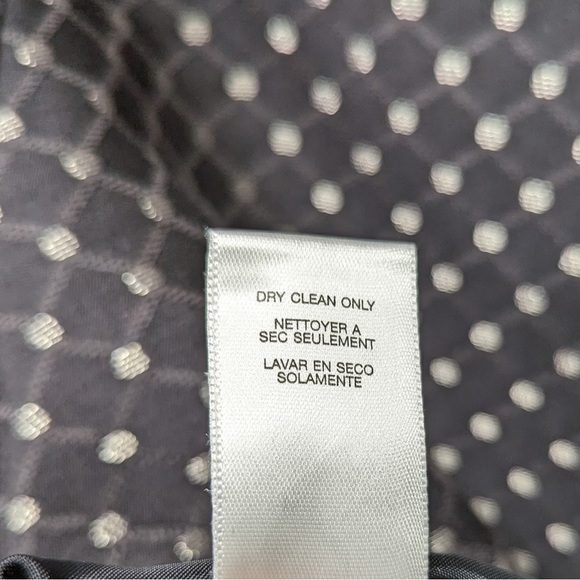 DRY CLEAN ONLY
NETTOYER A
SEC SEULEMENT
LAVAR EN SECO
SOLAMENTE